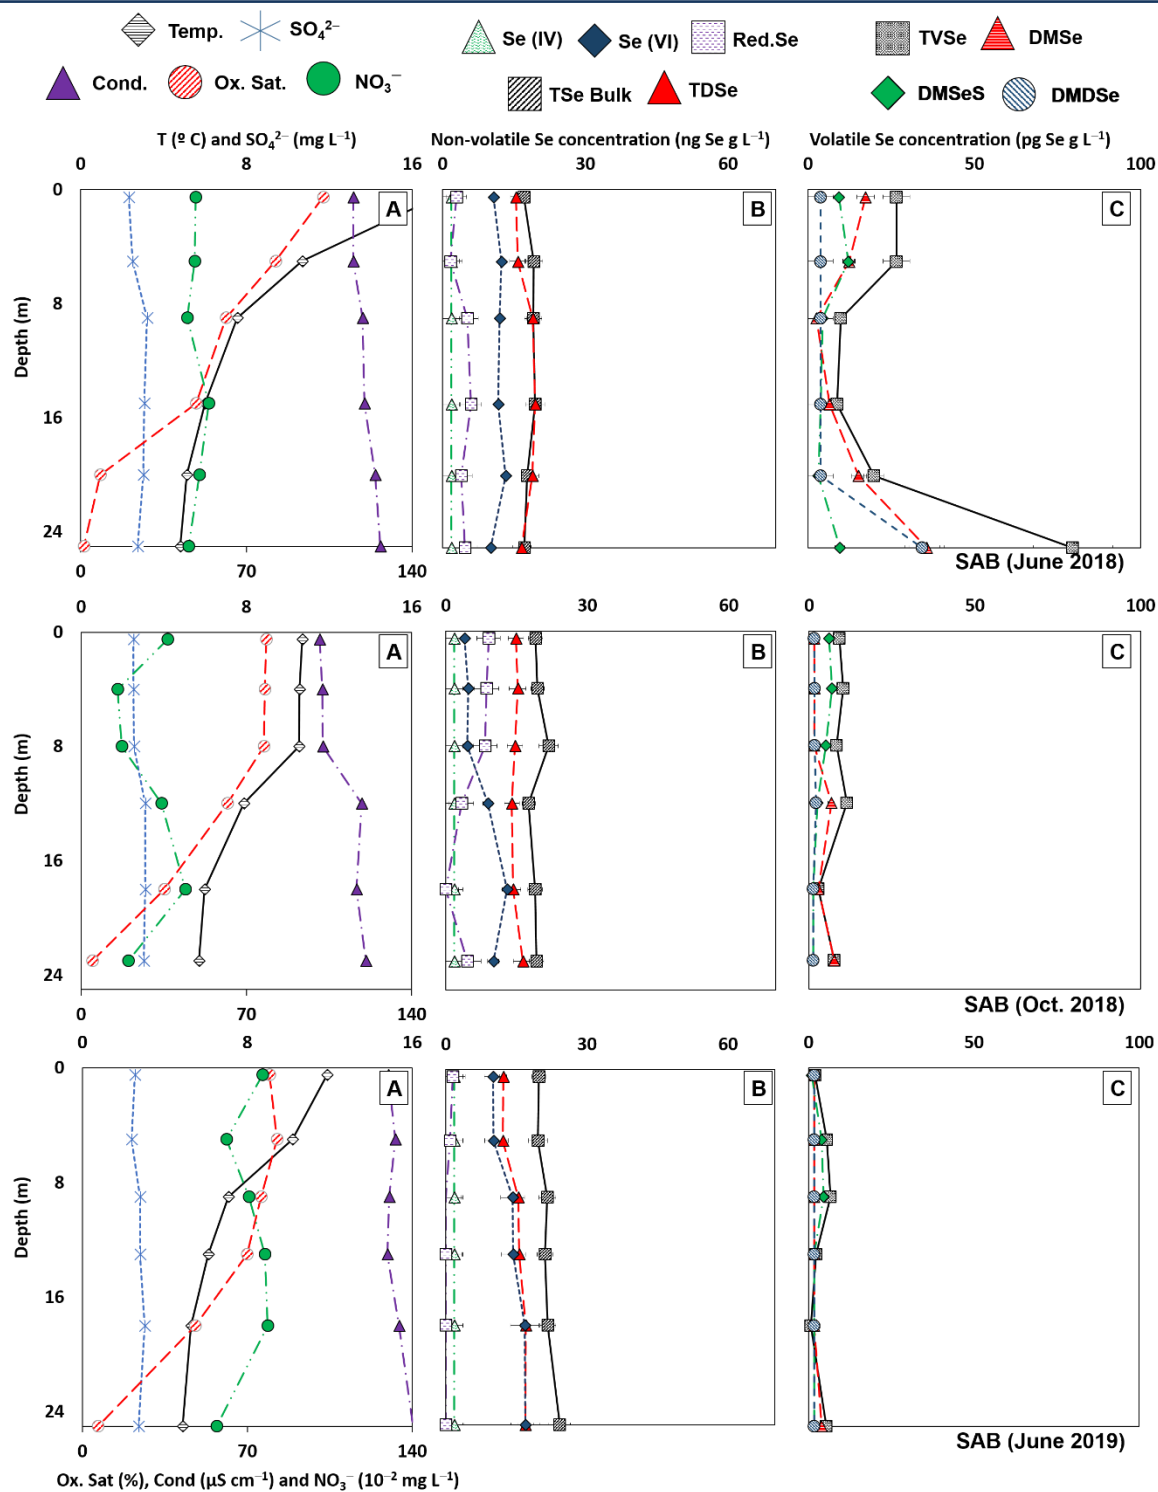 Temp. SO₄²⁻ Se (IV) Se (VI) Red.Se TVSe DMSe
Cond. Ox. Sat. NO₃⁻ TSe Bulk TDSe DMSeS DMDSe
T (º C) and SO₄²⁻ (mg L⁻¹) Non-volatile Se concentration (ng Se g L⁻¹) Volatile Se concentration (pg Se g L⁻¹)
0 8 16 0 30 60 0 50 100
0 A B C
8
Depth (m)
16
24
SAB (June 2018)
0 70 140
0 8 16 0 30 60 0 50 100
0 A B C
8
Depth (m)
16
24
SAB (Oct. 2018)
0 70 140
0 8 16 0 30 60 0 50 100
0 A B C
8
Depth (m)
16
24
SAB (June 2019)
0 70 140
Ox. Sat (%), Cond (µS cm⁻¹) and NO₃⁻ (10⁻² mg L⁻¹)